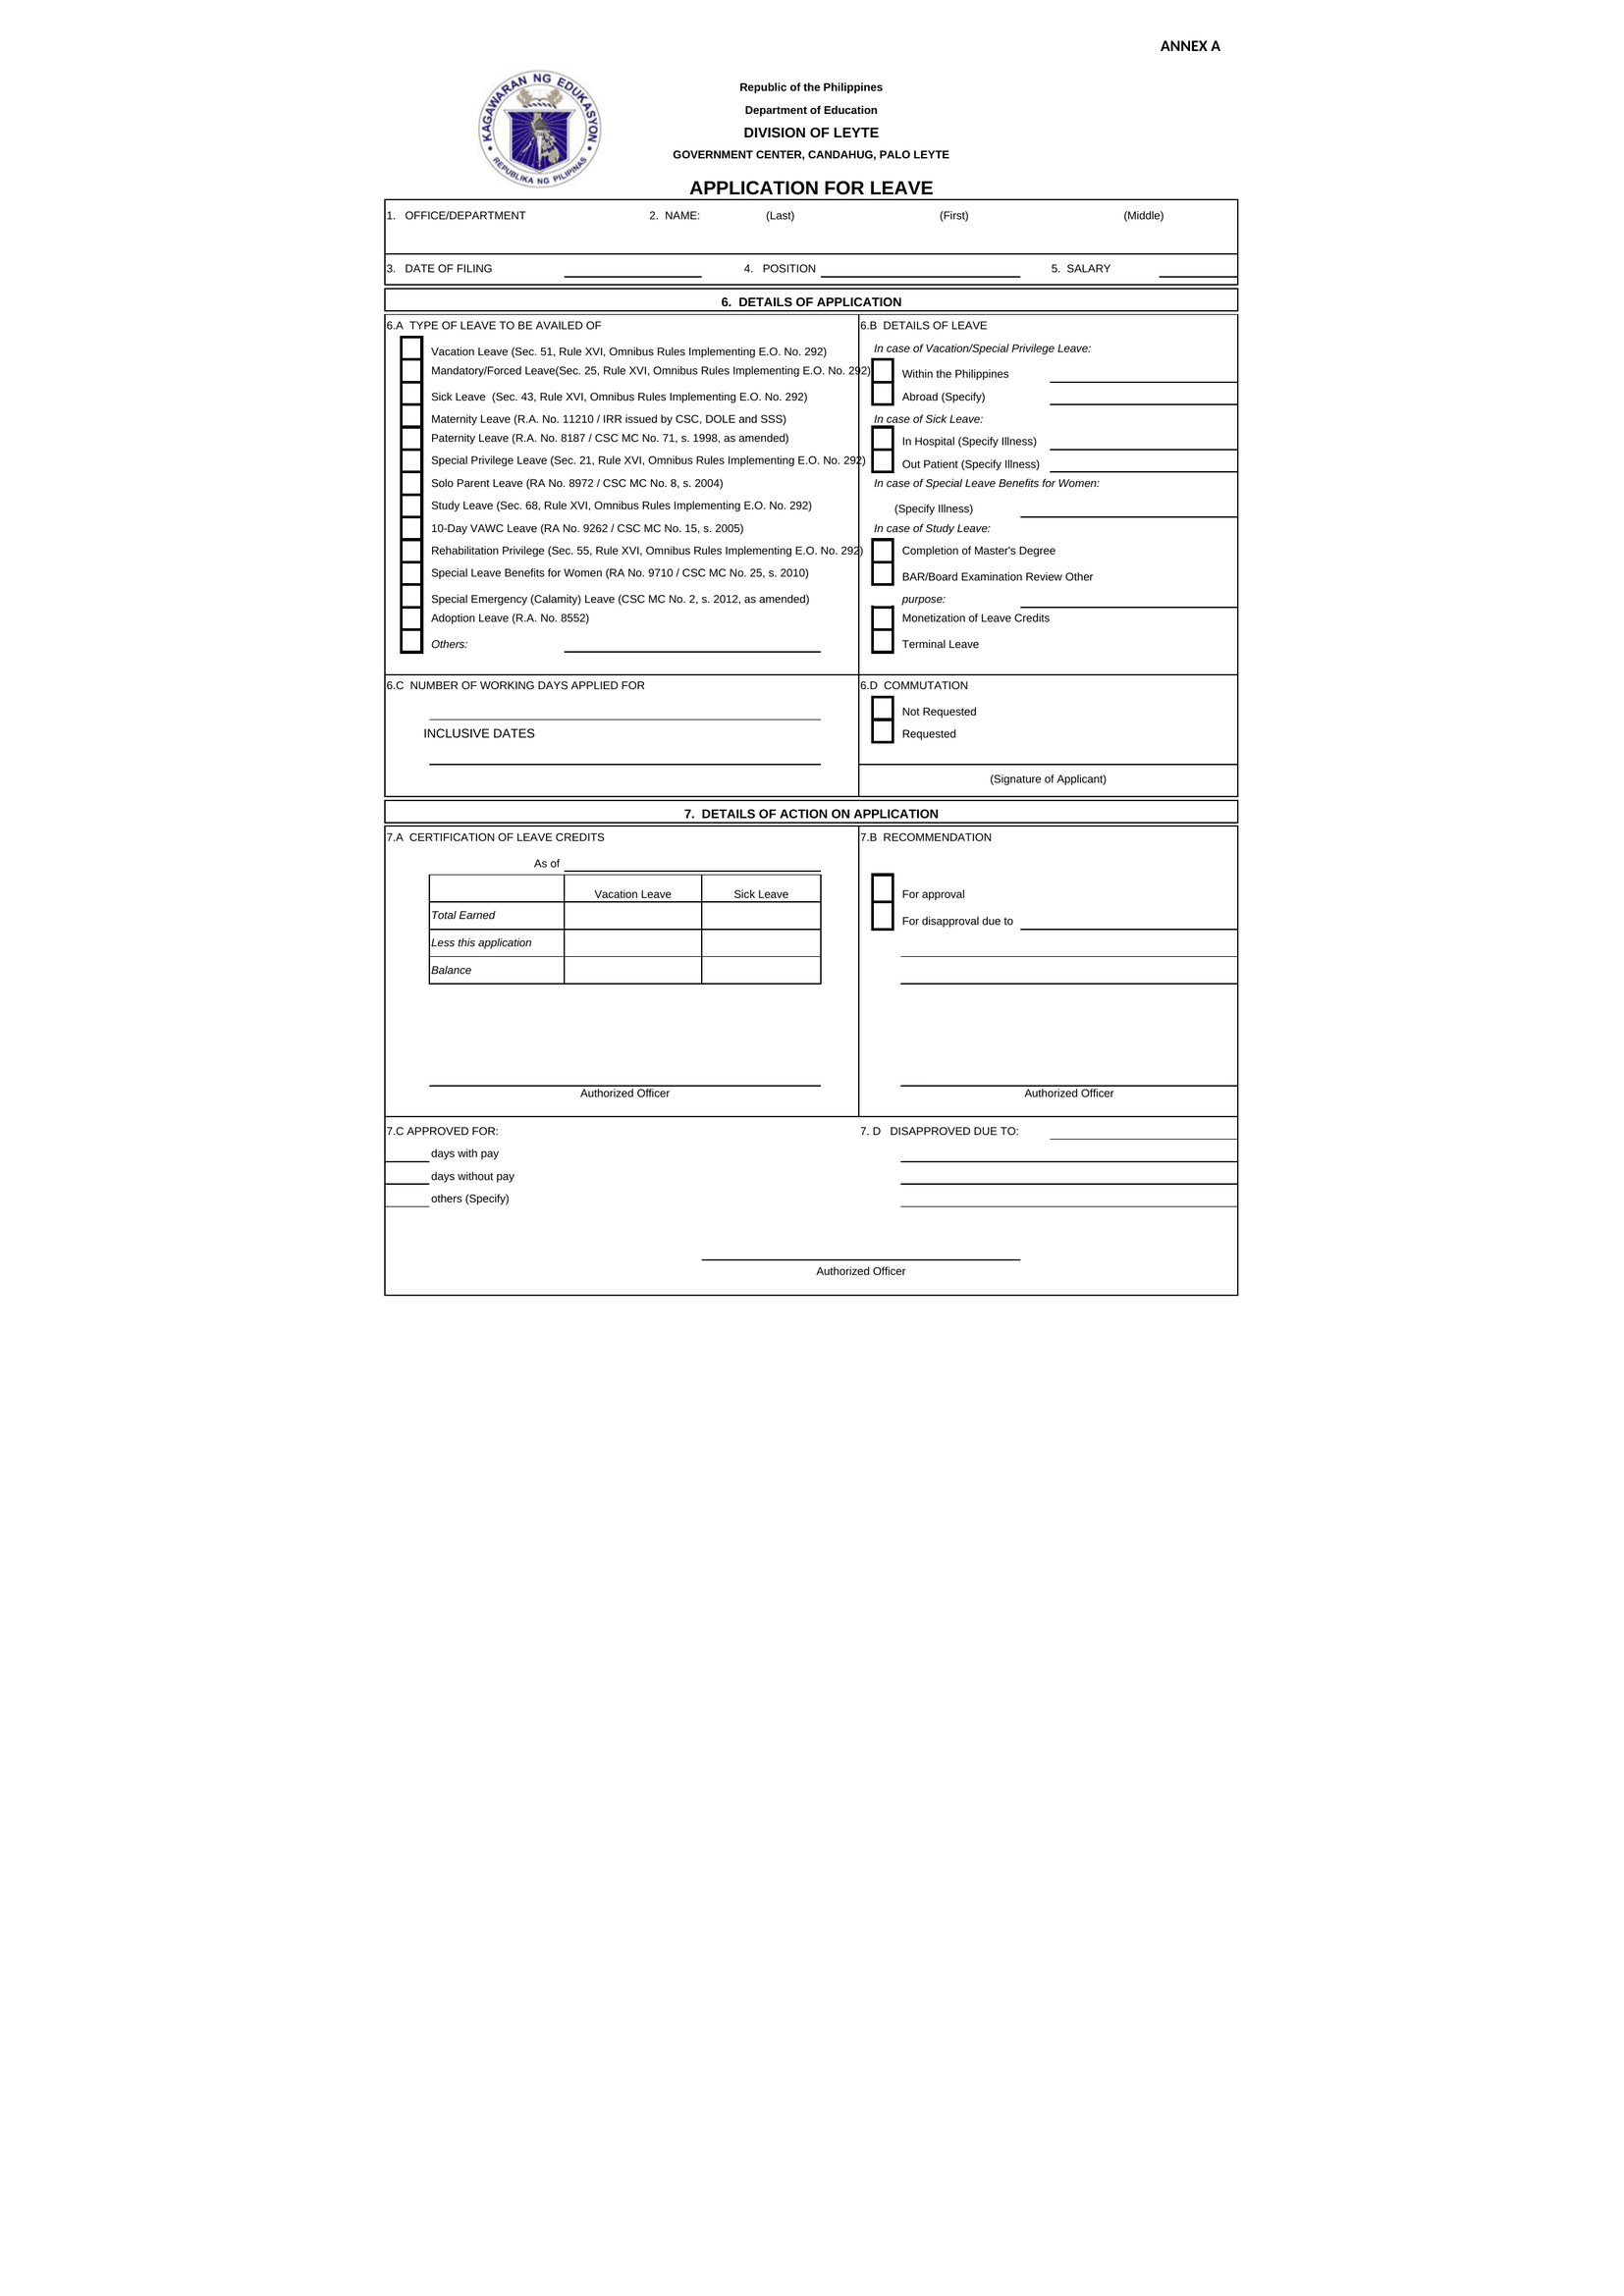 ANNEX A
KAGAWARAN NG EDUKASYON
REPUBLIKA NG PILIPINAS
Republic of the Philippines
Department of Education
DIVISION OF LEYTE
GOVERNMENT CENTER, CANDAHUG, PALO LEYTE
APPLICATION FOR LEAVE
1. OFFICE/DEPARTMENT 2. NAME: (Last) (First) (Middle)
3. DATE OF FILING 4. POSITION 5. SALARY
6. DETAILS OF APPLICATION
6.A TYPE OF LEAVE TO BE AVAILED OF
Vacation Leave (Sec. 51, Rule XVI, Omnibus Rules Implementing E.O. No. 292)
Mandatory/Forced Leave(Sec. 25, Rule XVI, Omnibus Rules Implementing E.O. No. 292)
Sick Leave (Sec. 43, Rule XVI, Omnibus Rules Implementing E.O. No. 292)
Maternity Leave (R.A. No. 11210 / IRR issued by CSC, DOLE and SSS)
Paternity Leave (R.A. No. 8187 / CSC MC No. 71, s. 1998, as amended)
Special Privilege Leave (Sec. 21, Rule XVI, Omnibus Rules Implementing E.O. No. 292)
Solo Parent Leave (RA No. 8972 / CSC MC No. 8, s. 2004)
Study Leave (Sec. 68, Rule XVI, Omnibus Rules Implementing E.O. No. 292)
10-Day VAWC Leave (RA No. 9262 / CSC MC No. 15, s. 2005)
Rehabilitation Privilege (Sec. 55, Rule XVI, Omnibus Rules Implementing E.O. No. 292)
Special Leave Benefits for Women (RA No. 9710 / CSC MC No. 25, s. 2010)
Special Emergency (Calamity) Leave (CSC MC No. 2, s. 2012, as amended)
Adoption Leave (R.A. No. 8552)
Others:
6.B DETAILS OF LEAVE
In case of Vacation/Special Privilege Leave:
Within the Philippines
Abroad (Specify)
In case of Sick Leave:
In Hospital (Specify Illness)
Out Patient (Specify Illness)
In case of Special Leave Benefits for Women:
(Specify Illness)
In case of Study Leave:
Completion of Master's Degree
BAR/Board Examination Review Other
purpose:
Monetization of Leave Credits
Terminal Leave
6.C NUMBER OF WORKING DAYS APPLIED FOR
INCLUSIVE DATES
6.D COMMUTATION
Not Requested
Requested
(Signature of Applicant)
7. DETAILS OF ACTION ON APPLICATION
7.A CERTIFICATION OF LEAVE CREDITS
As of
Vacation Leave Sick Leave
Total Earned
Less this application
Balance
Authorized Officer
7.B RECOMMENDATION
For approval
For disapproval due to
Authorized Officer
7.C APPROVED FOR:
days with pay
days without pay
others (Specify)
7. D DISAPPROVED DUE TO:
Authorized Officer